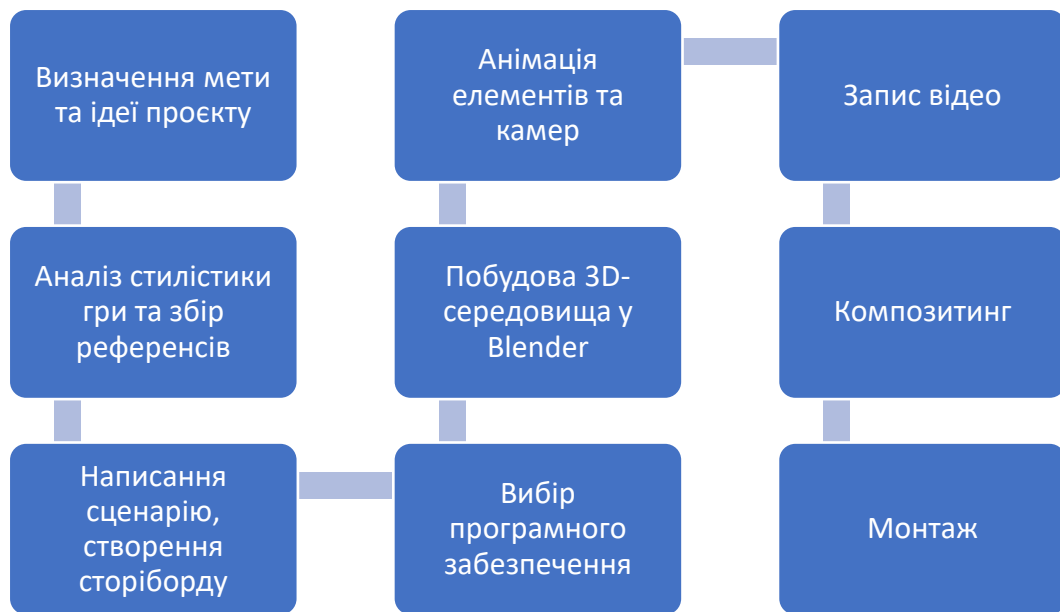 Визначення мети
та ідеї проєкту
Аналіз стилістики
гри та збір
референсів
Написання
сценарію,
створення
сторіборду
Вибір
програмного
забезпечення
Побудова 3D-
середовища у
Blender
Анімація
елементів та
камер
Запис відео
Композитинг
Монтаж